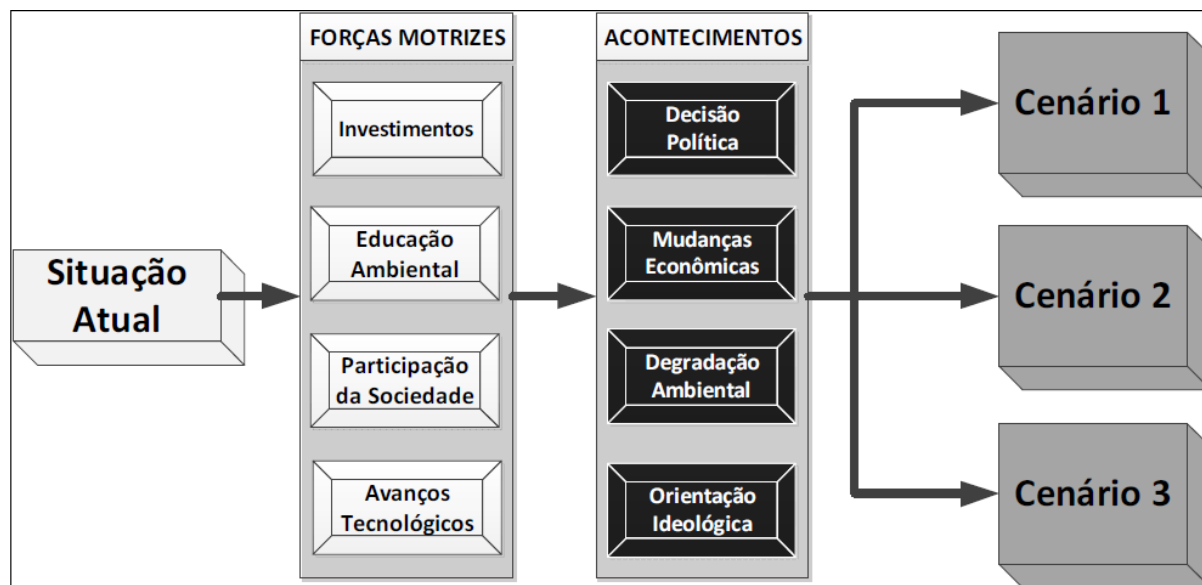 Situação
Atual
FORÇAS MOTRIZES
Investimentos
Educação
Ambiental
Participação
da Sociedade
Avanços
Tecnológicos
ACONTECIMENTOS
Decisão
Política
Mudanças
Econômicas
Degradação
Ambiental
Orientação
Ideológica
Cenário 1
Cenário 2
Cenário 3